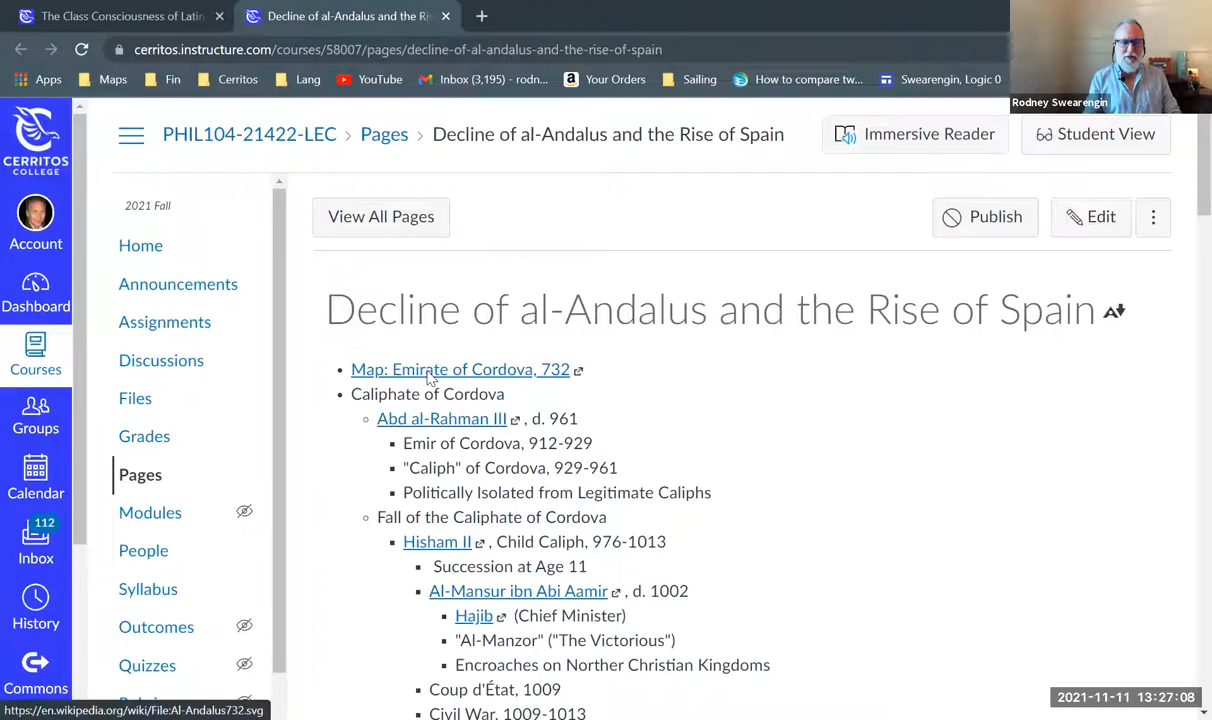 The Class Consciousness of Latin
Decline of al-Andalus and the Ris
cerritos.instructure.com/courses/58007/pages/decline-of-al-andalus-and-the-rise-of-spain
Apps
Maps
Fin
Cerritos
Lang
YouTube
Inbox (3,195) - rodn...
Your Orders
Sailing
How to compare tw...
Swearengin, Logic 0
Rodney Swearengin
CERRITOS
COLLEGE
Account
Dashboard
Courses
Groups
Calendar
112
Inbox
History
Commons
PHIL104-21422-LEC › Pages › Decline of al-Andalus and the Rise of Spain
Immersive Reader
Student View
2021 Fall
Home
Announcements
Assignments
Discussions
Files
Grades
Pages
Modules
People
Syllabus
Outcomes
Quizzes
View All Pages
Publish
Edit
Decline of al-Andalus and the Rise of Spain
Map: Emirate of Cordova, 732
Caliphate of Cordova
Abd al-Rahman III , d. 961
Emir of Cordova, 912-929
"Caliph" of Cordova, 929-961
Politically Isolated from Legitimate Caliphs
Fall of the Caliphate of Cordova
Hisham II , Child Caliph, 976-1013
Succession at Age 11
Al-Mansur ibn Abi Aamir , d. 1002
Hajib (Chief Minister)
"Al-Manzor" ("The Victorious")
Encroaches on Norther Christian Kingdoms
Coup d'État, 1009
Civil War, 1009-1013
https://en.wikipedia.org/wiki/File:Al-Andalus732.svg
2021-11-11 13:27:08